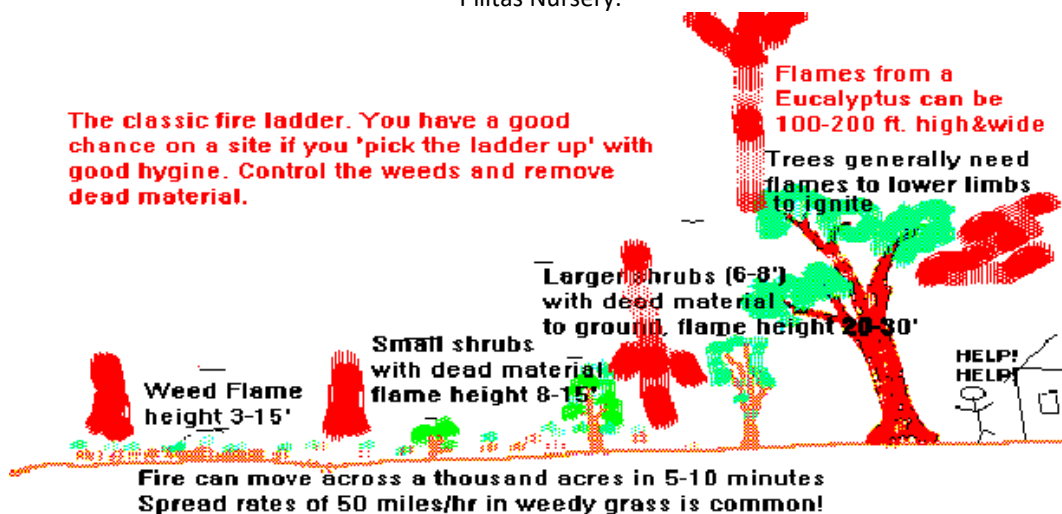 Pilitas Nursery.
Flames from a
Eucalyptus can be
100-200 ft. high&wide
The classic fire ladder. You have a good
chance on a site if you 'pick the ladder up' with
good hygine. Control the weeds and remove
dead material.
Trees generally need
flames to lower limbs
to ignite
Larger shrubs (6-8')
with dead material
to ground, flame height 20-30'
Small shrubs
with dead material
flame height 8-15'
Weed Flame
height 3-15'
HELP!
HELP!
Fire can move across a thousand acres in 5-10 minutes
Spread rates of 50 miles/hr in weedy grass is common!